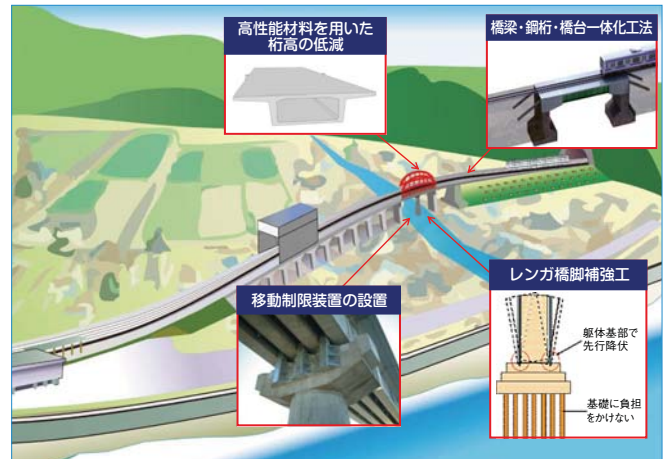 高性能材料を用いた
桁高の低減
橋梁・鋼桁・橋台一体化工法
移動制限装置の設置
レンガ橋脚補強工
躯体基部で
先行降伏
基礎に負担
をかけない